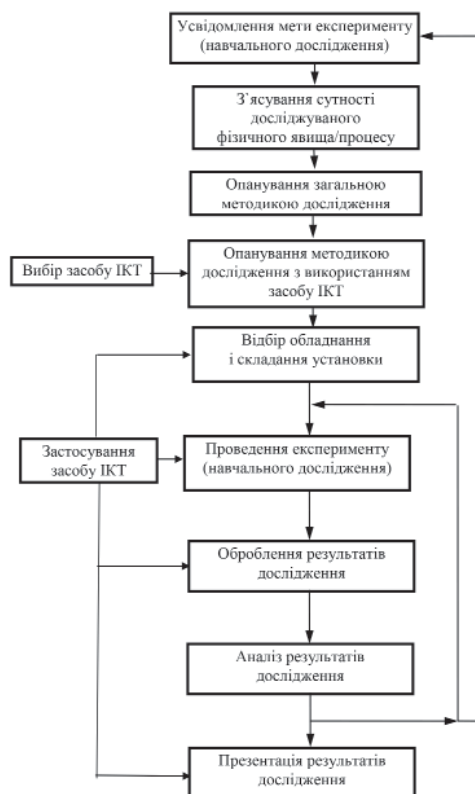 Усвідомлення мети експерименту
(навчального дослідження)
З`ясування сутності
досліджуваного
фізичного явища/процесу
Опанування загальною
методикою дослідження
Вибір засобу ІКТ
Опанування методикою
дослідження з використанням
засобу ІКТ
Відбір обладнання
і складання установки
Застосування
засобу ІКТ
Проведення експерименту
(навчального дослідження)
Оброблення результатів
дослідження
Аналіз результатів
дослідження
Презентація результатів
дослідження